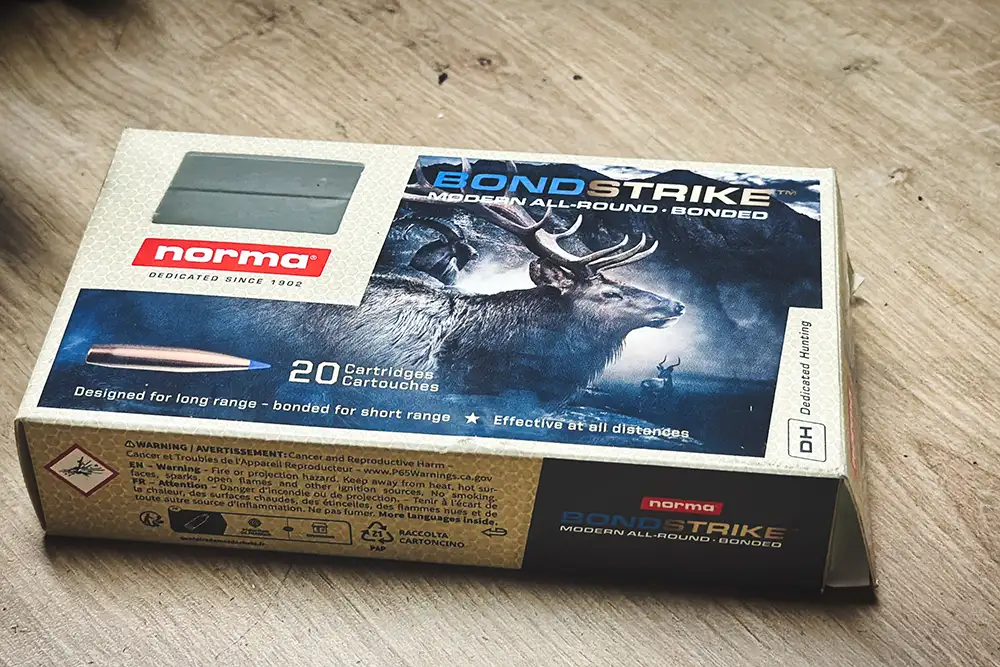 BONDSTRIKE™
MODERN ALL-ROUND · BONDED
norma®
DEDICATED SINCE 1902
20 Cartridges
Cartouches
Designed for long range – bonded for short range ★ Effective at all distances
DH Dedicated Hunting
⚠WARNING / AVERTISSEMENT: Cancer and Reproductive Harm –
Cancer et Troubles de l'Appareil Reproducteur – www.P65Warnings.ca.gov
EN – Warning - Fire or projection hazard. Keep away from heat, hot sur-
faces, sparks, open flames and other ignition sources. No smoking.
FR – Attention – Danger d'incendie ou de projection. Tenir à l'écart de
la chaleur, des surfaces chaudes, des étincelles, des flammes nues et de
toute autre source d'inflammation. Ne pas fumer. More languages inside.
21
PAP
RACCOLTA
CARTONCINO
norma
BONDSTRIKE™
MODERN ALL-ROUND · BONDED